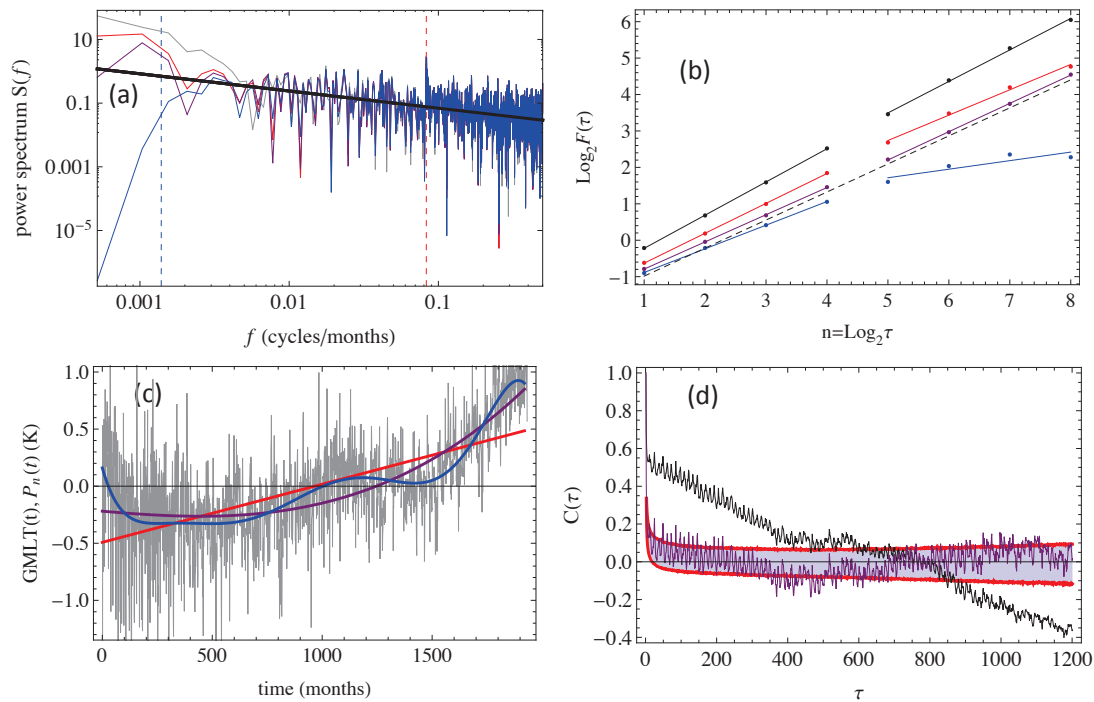 10
0.1
0.001
10⁻⁵
power spectrum S(f)
(a)
0.001 0.01 0.1
f (cycles/months)
6
5
4
3
2
1
0
−1
Log₂F(τ)
(b)
1 2 3 4 5 6 7 8
n=Log₂τ
1.0
0.5
0.0
−0.5
−1.0
GMLT(t), Pₙ(t) (K)
(c)
0 500 1000 1500
time (months)
1.0
0.8
0.6
0.4
0.2
0.0
−0.2
−0.4
C(τ)
(d)
0 200 400 600 800 1000 1200
τ